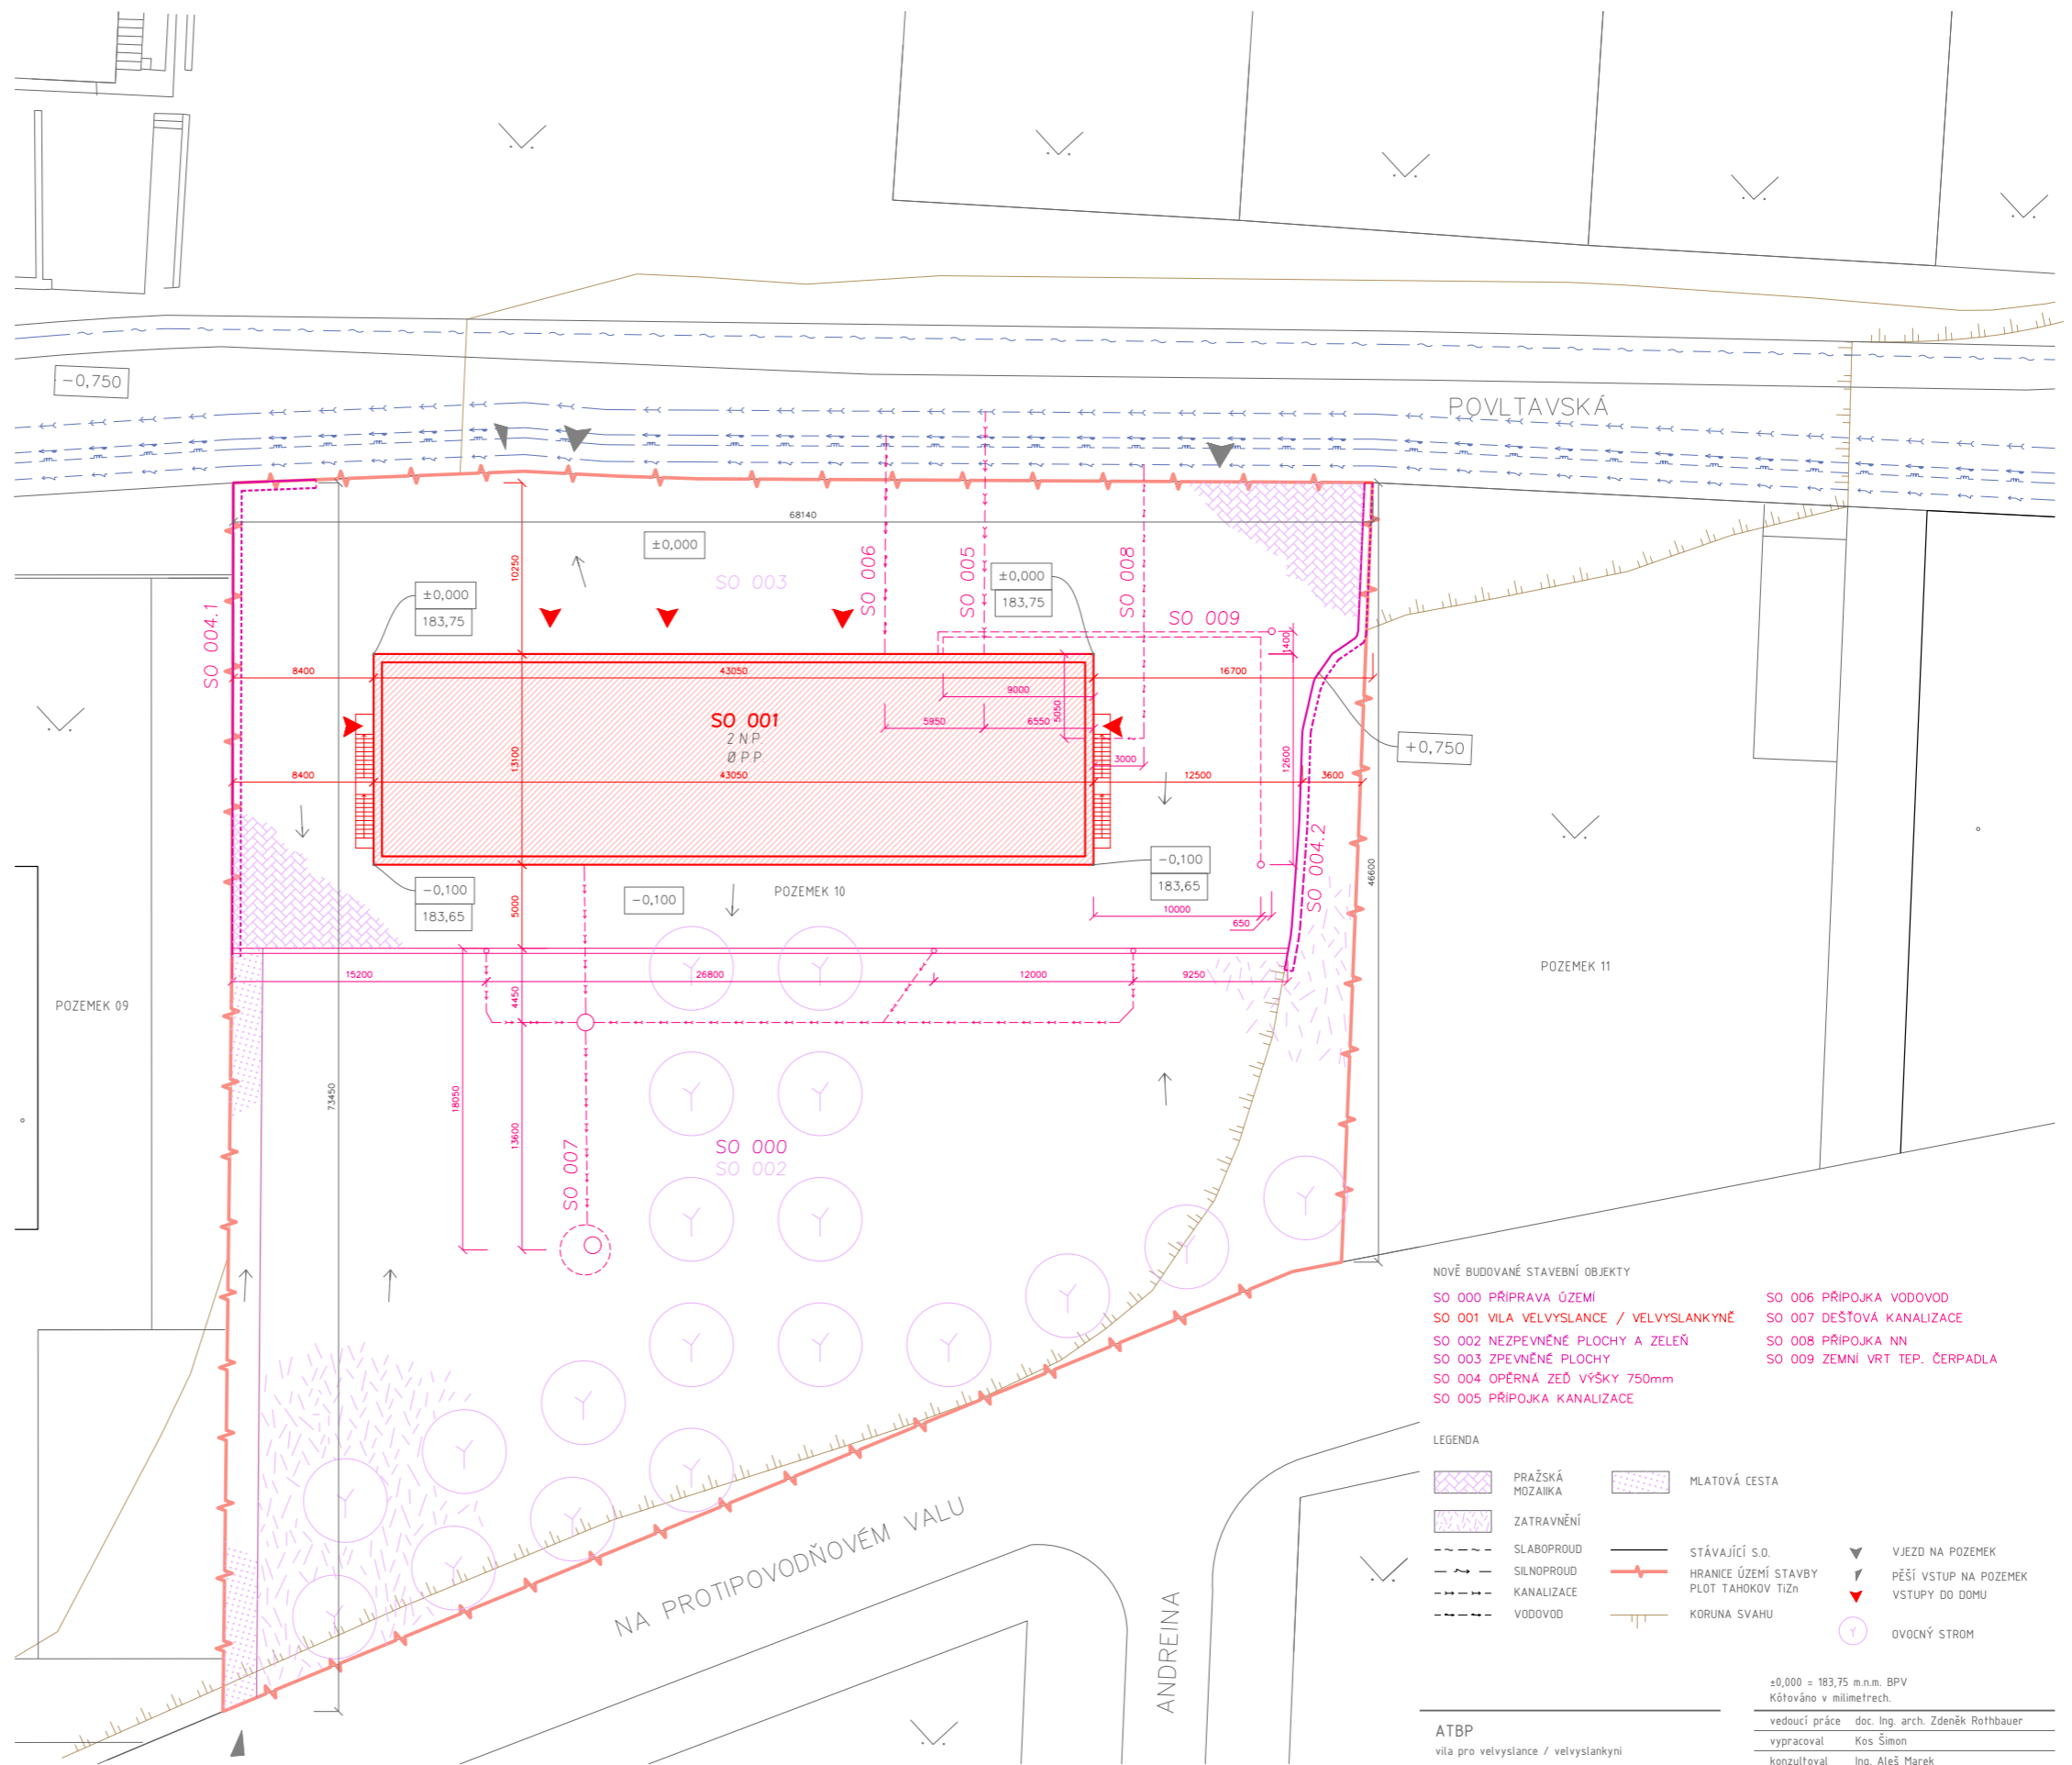 -0,750
POVLTAVSKÁ
68140
±0,000
SO 003
10250
SO 006
SO 005
SO 008
±0,000
183,75
±0,000
183,75
SO 009
SO 004.1
1400
8400
43050
16700
9000
5050
5950
6550
SO 001
2NP
ØPP
+0,750
3000
12600
8400
43050
13100
12500
3600
SO 004.2
46600
-0,100
183,65
-0,100
183,65
-0,100
POZEMEK 10
5000
10000
650
POZEMEK 09
POZEMEK 11
15200
26800
12000
9250
4450
18050
73450
13600
SO 007
SO 000
SO 002
NA PROTIPOVODŇOVÉM VALU
ANDREINA
NOVĚ BUDOVANÉ STAVEBNÍ OBJEKTY
SO 000 PŘÍPRAVA ÚZEMÍ
SO 001 VILA VELVYSLANCE / VELVYSLANKYNĚ
SO 002 NEZPEVNĚNÉ PLOCHY A ZELEŇ
SO 003 ZPEVNĚNÉ PLOCHY
SO 004 OPĚRNÁ ZEĎ VÝŠKY 750mm
SO 005 PŘÍPOJKA KANALIZACE
SO 006 PŘÍPOJKA VODOVOD
SO 007 DEŠŤOVÁ KANALIZACE
SO 008 PŘÍPOJKA NN
SO 009 ZEMNÍ VRT TEP. ČERPADLA
LEGENDA
PRAŽSKÁ
MOZAIIKA
MLATOVÁ CESTA
ZATRAVNĚNÍ
SLABOPROUD
SILNOPROUD
KANALIZACE
VODOVOD
STÁVAJÍCÍ S.O.
HRANICE ÚZEMÍ STAVBY
PLOT TAHOKOV TiZn
KORUNA SVAHU
VJEZD NA POZEMEK
PĚŠÍ VSTUP NA POZEMEK
VSTUPY DO DOMU
OVOCNÝ STROM
±0,000 = 183,75 m.n.m. BPV
Kótováno v milimetrech.
ATBP
vila pro velvyslance / velvyslankyni
vedoucí práce doc. Ing. arch. Zdeněk Rothbauer
vypracoval Kos Šimon
konzultoval Ing. Aleš Marek